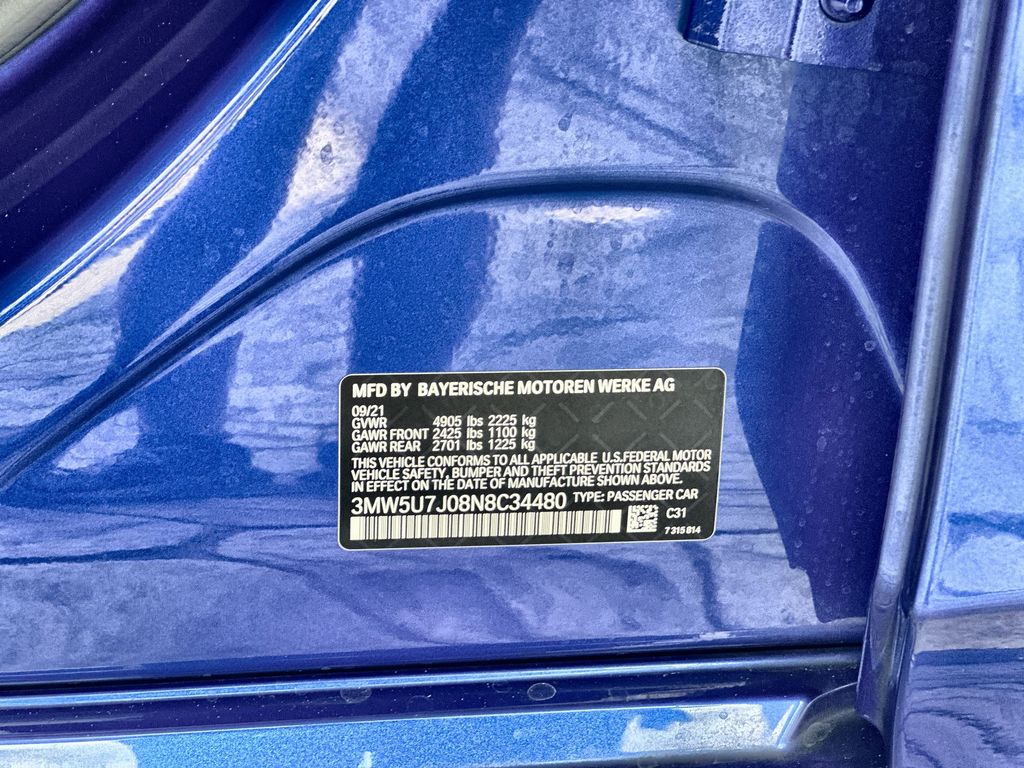 MFD BY BAYERISCHE MOTOREN WERKE AG
09/21
GVWR 4905 lbs 2225 kg
GAWR FRONT 2425 lbs 1100 kg
GAWR REAR 2701 lbs 1225 kg
THIS VEHICLE CONFORMS TO ALL APPLICABLE U.S.FEDERAL MOTOR
VEHICLE SAFETY, BUMPER AND THEFT PREVENTION STANDARDS
IN EFFECT ON THE DATE OF MANUFACTURE SHOWN ABOVE.
3MW5U7J08N8C34480 TYPE: PASSENGER CAR
C31
7 315 814